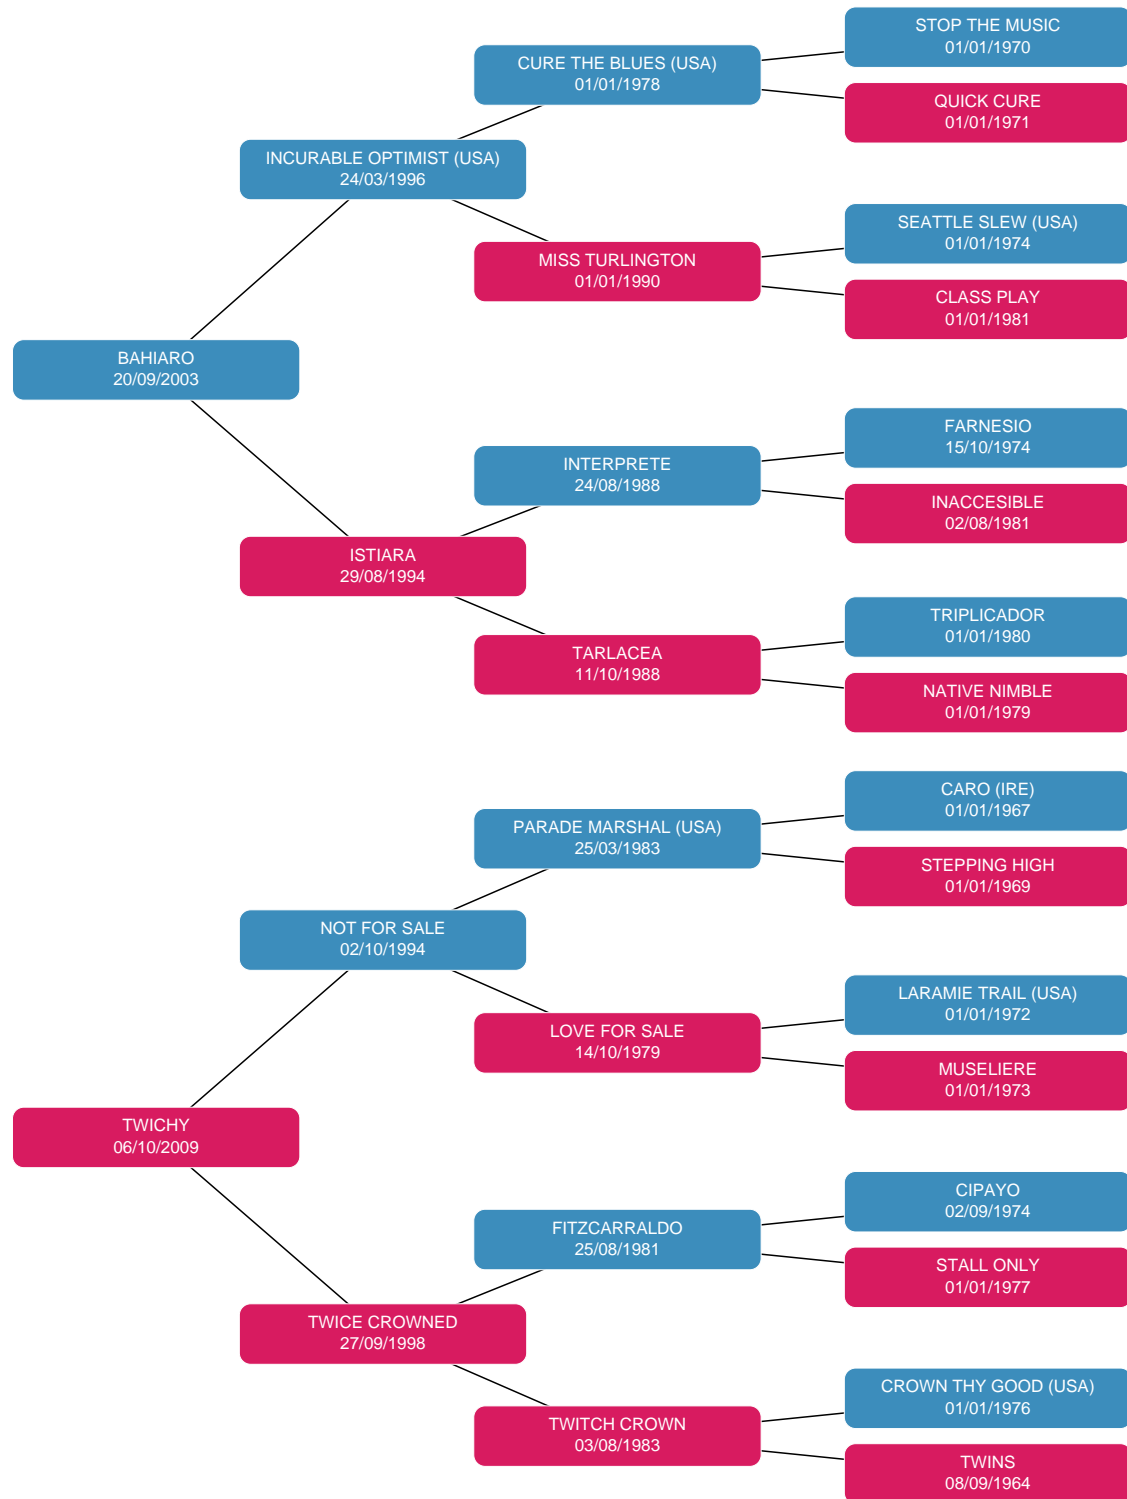 STOP THE MUSIC
01/01/1970
CURE THE BLUES (USA)
01/01/1978
QUICK CURE
01/01/1971
INCURABLE OPTIMIST (USA)
24/03/1996
SEATTLE SLEW (USA)
01/01/1974
MISS TURLINGTON
01/01/1990
CLASS PLAY
01/01/1981
BAHIARO
20/09/2003
FARNESIO
15/10/1974
INTERPRETE
24/08/1988
INACCESIBLE
02/08/1981
ISTIARA
29/08/1994
TRIPLICADOR
01/01/1980
TARLACEA
11/10/1988
NATIVE NIMBLE
01/01/1979
CARO (IRE)
01/01/1967
PARADE MARSHAL (USA)
25/03/1983
STEPPING HIGH
01/01/1969
NOT FOR SALE
02/10/1994
LARAMIE TRAIL (USA)
01/01/1972
LOVE FOR SALE
14/10/1979
MUSELIERE
01/01/1973
TWICHY
06/10/2009
CIPAYO
02/09/1974
FITZCARRALDO
25/08/1981
STALL ONLY
01/01/1977
TWICE CROWNED
27/09/1998
CROWN THY GOOD (USA)
01/01/1976
TWITCH CROWN
03/08/1983
TWINS
08/09/1964